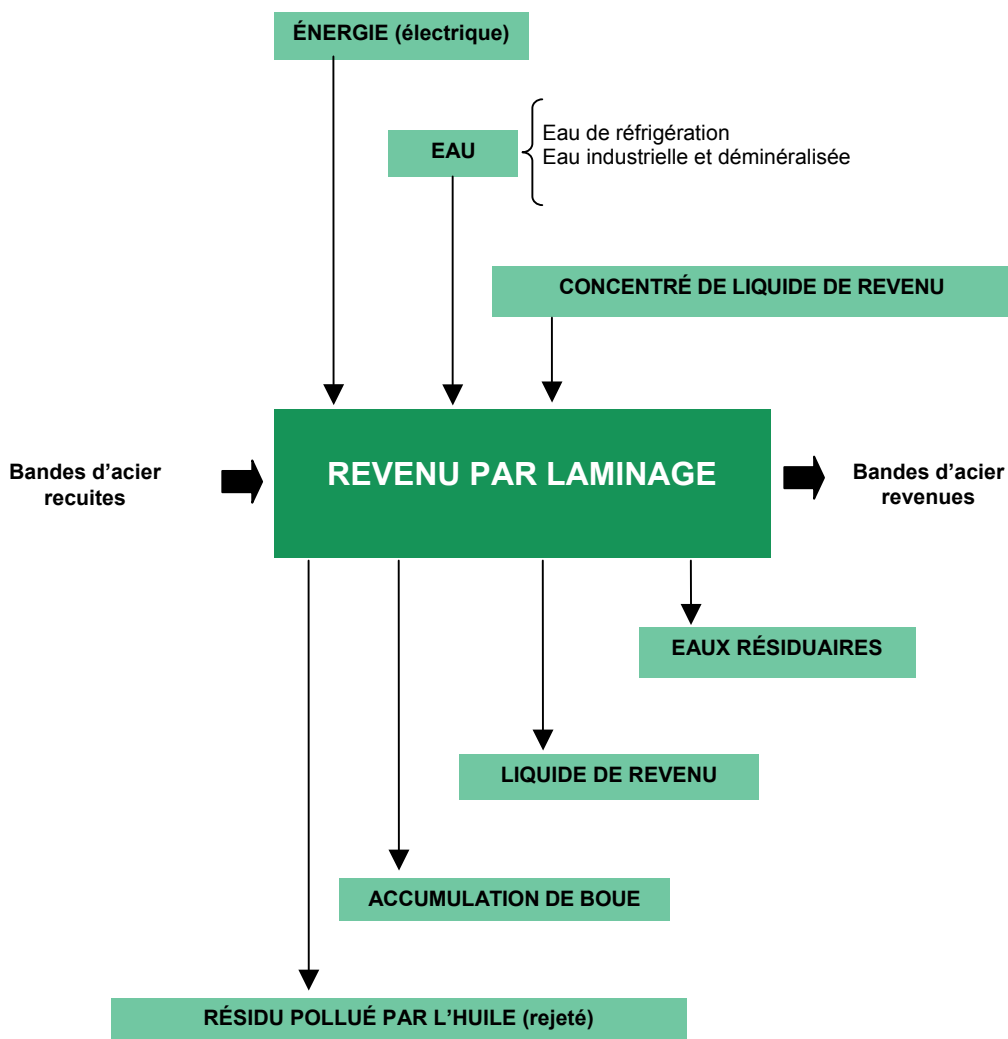 ÉNERGIE (électrique)
EAU
Eau de réfrigération
Eau industrielle et déminéralisée
CONCENTRÉ DE LIQUIDE DE REVENU
Bandes d’acier
recuites
REVENU PAR LAMINAGE
Bandes d’acier
revenues
EAUX RÉSIDUAIRES
LIQUIDE DE REVENU
ACCUMULATION DE BOUE
RÉSIDU POLLUÉ PAR L’HUILE (rejeté)